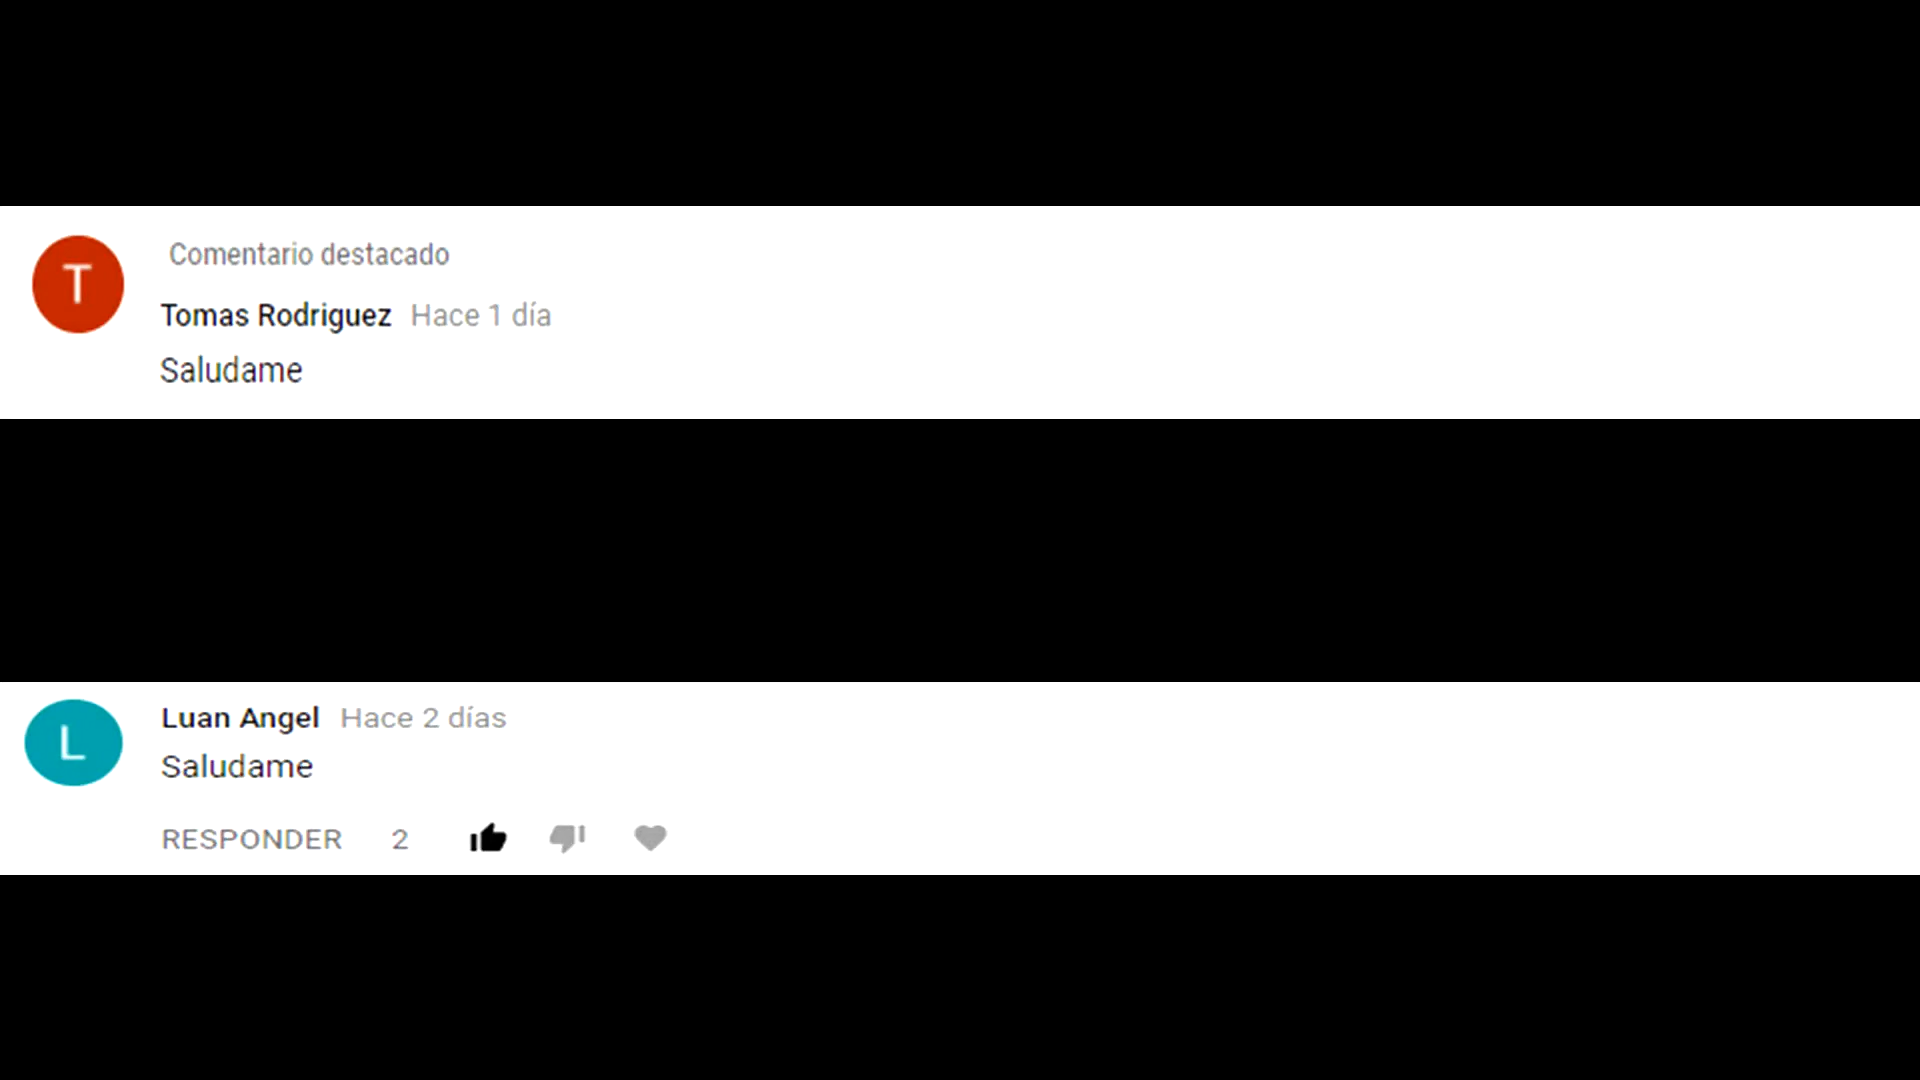 T
Comentario destacado
Tomas Rodriguez Hace 1 día
Saludame
L
Luan Angel Hace 2 días
Saludame
RESPONDER 2